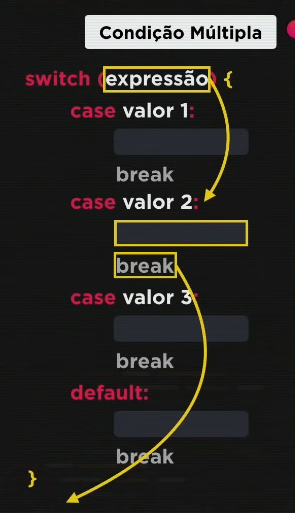 Condição Múltipla
switch (expressão) {
case valor 1:
break
case valor 2:
break
case valor 3:
break
default:
break
}